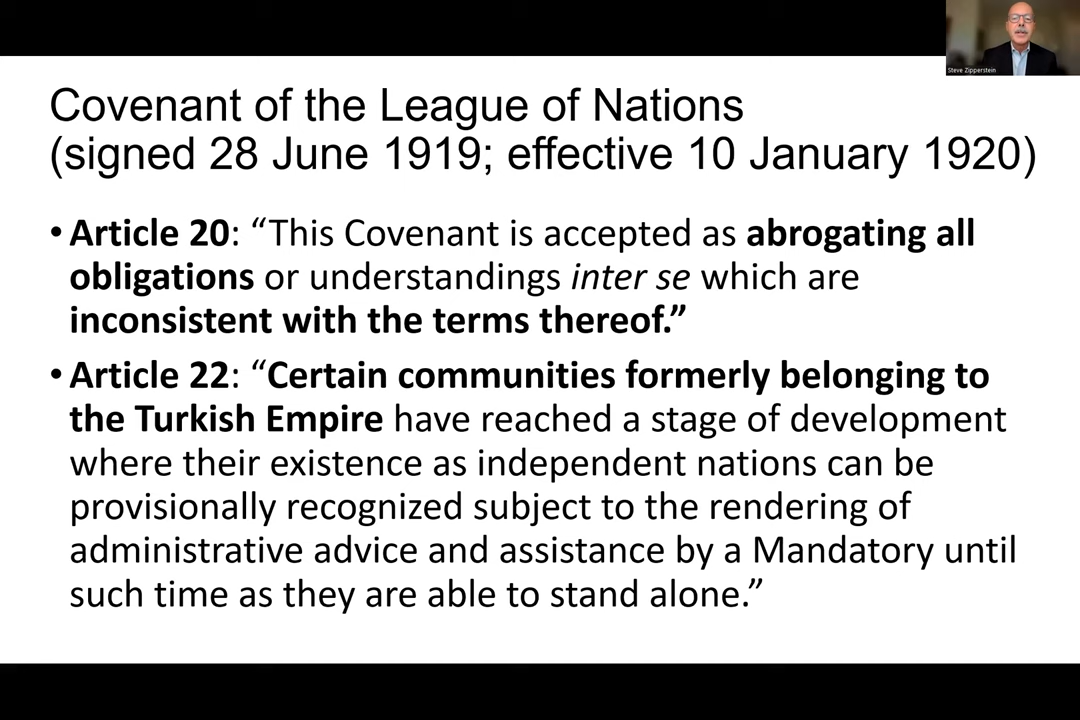 Steve Zipperstein
Covenant of the League of Nations
(signed 28 June 1919; effective 10 January 1920)
• Article 20: “This Covenant is accepted as abrogating all
obligations or understandings inter se which are
inconsistent with the terms thereof.”
• Article 22: “Certain communities formerly belonging to
the Turkish Empire have reached a stage of development
where their existence as independent nations can be
provisionally recognized subject to the rendering of
administrative advice and assistance by a Mandatory until
such time as they are able to stand alone.”